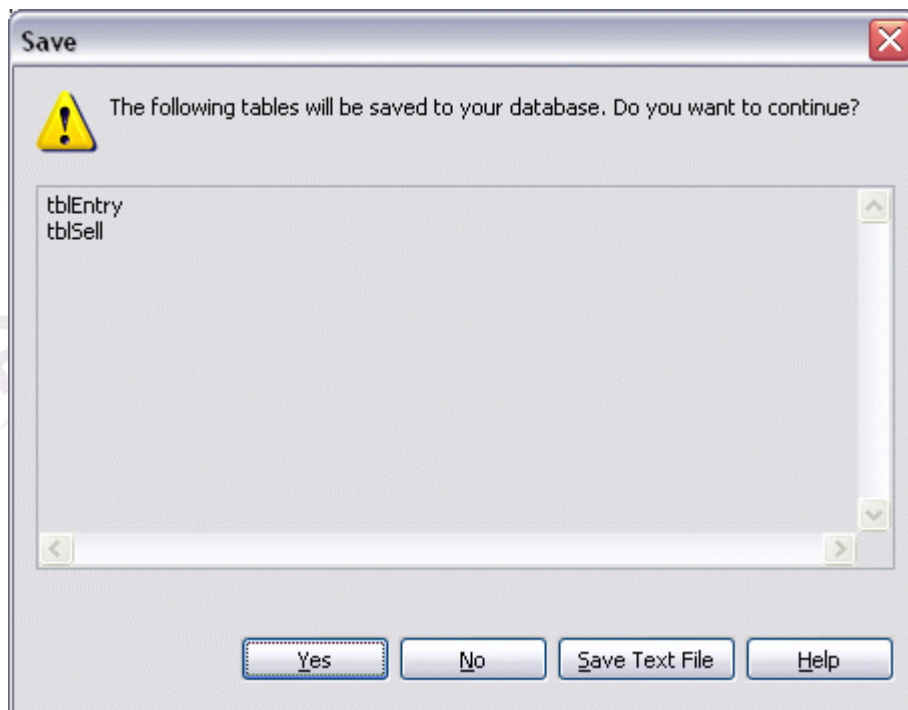 Save
The following tables will be saved to your database. Do you want to continue?
tblEntry
tblSell
Yes
No
Save Text File
Help